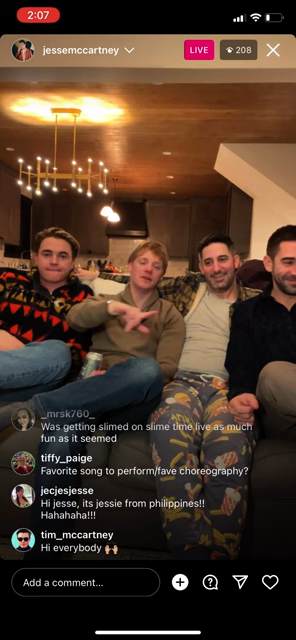 2:07
jessemccartney
LIVE
208
_mrsk760_
Was getting slimed on slime time live as much
fun as it seemed
tiffy_paige
Favorite song to perform/fave choreography?
jecjesjesse
Hi jesse, its jessie from philippines!!
Hahahaha!!!
tim_mccartney
Hi everybody 🙌🏼
Add a comment...